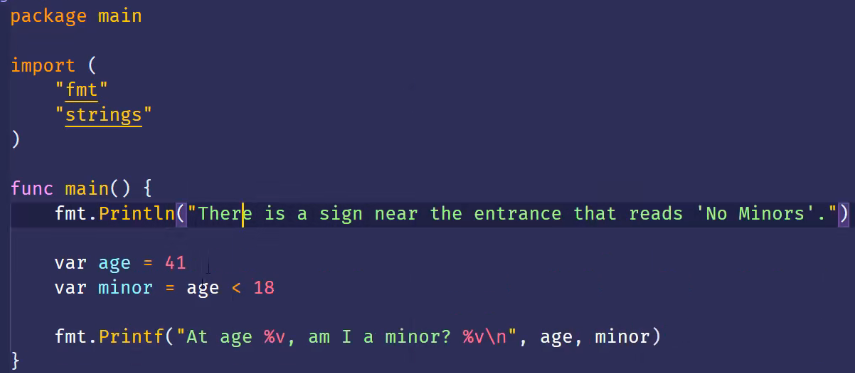 package main
import (
"fmt"
"strings"
)
func main() {
fmt.Println("There is a sign near the entrance that reads 'No Minors'.")
var age = 41
var minor = age < 18
fmt.Printf("At age %v, am I a minor? %v\n", age, minor)
}